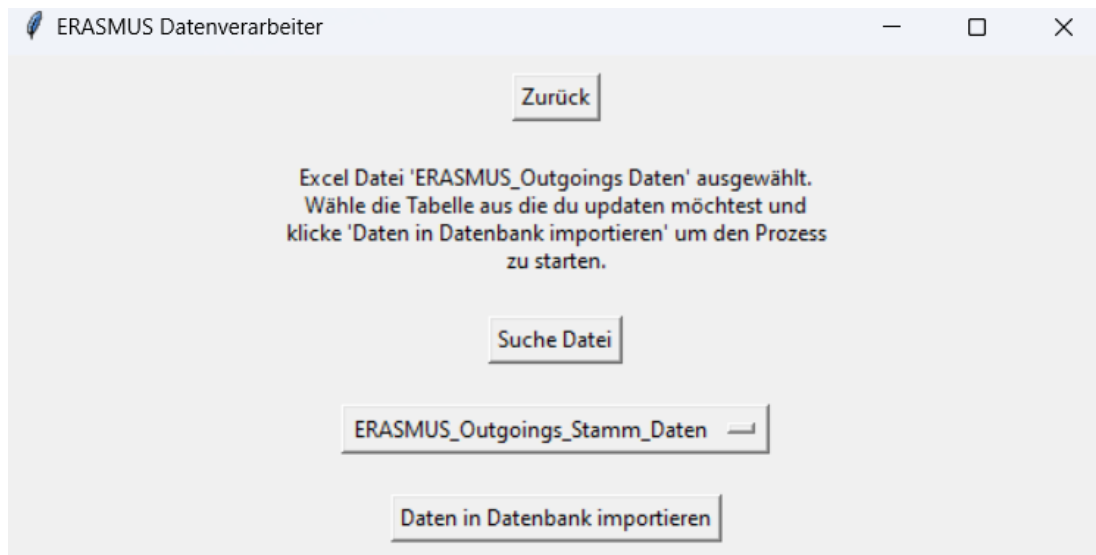 ERASMUS Datenverarbeiter
Zurück
Excel Datei 'ERASMUS_Outgoings Daten' ausgewählt.
Wähle die Tabelle aus die du updaten möchtest und
klicke 'Daten in Datenbank importieren' um den Prozess
zu starten.
Suche Datei
ERASMUS_Outgoings_Stamm_Daten
Daten in Datenbank importieren